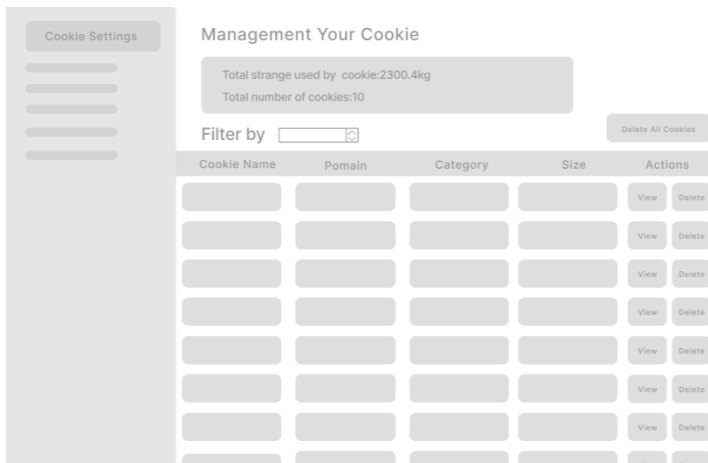 Cookie Settings
Management Your Cookie
Total strange used by cookie:2300.4kg
Total number of cookies:10
Filter by
Delete All Cookies
Cookie Name Pomain Category Size Actions
View Delete
View Delete
View Delete
View Delete
View Delete
View Delete
View Delete